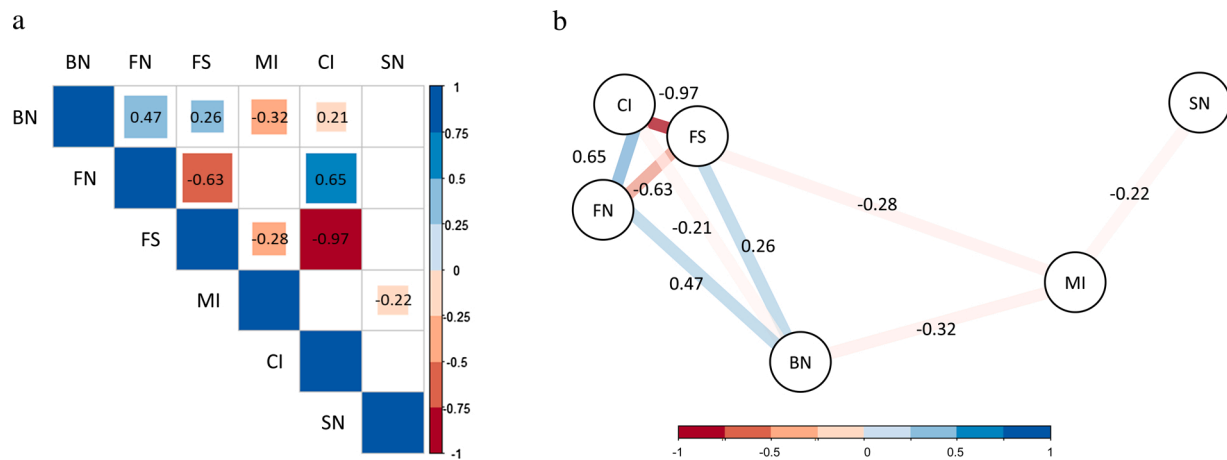 a
BN FN FS MI CI SN
BN 0.47 0.26 -0.32 0.21
FN -0.63 0.65
FS -0.28 -0.97
MI -0.22
CI
SN
1
0.75
0.5
0.25
0
-0.25
-0.5
-0.75
-1
b
CI -0.97 FS SN
0.65 -0.63
FN -0.21 -0.28 -0.22
0.26
0.47 MI
-0.32
BN
-1 -0.5 0 0.5 1